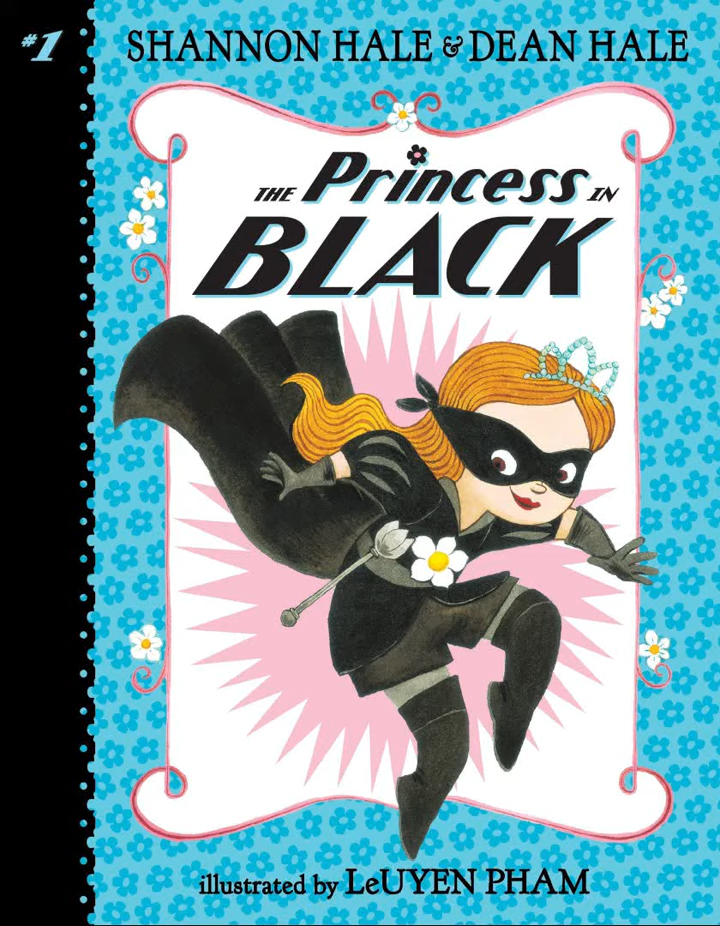 #1
SHANNON HALE & DEAN HALE
THE Princess IN
BLACK
illustrated by LeUYEN PHAM